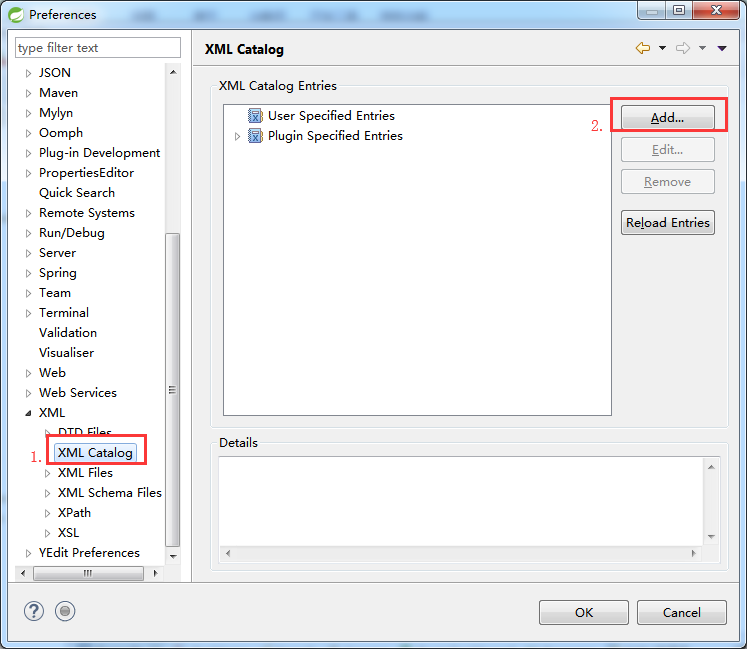 Preferences
type filter text
JSON
Maven
Mylyn
Oomph
Plug-in Development
PropertiesEditor
Quick Search
Remote Systems
Run/Debug
Server
Spring
Team
Terminal
Validation
Visualiser
Web
Web Services
XML
DTD Files
1.
XML Catalog
XML Files
XML Schema Files
XPath
XSL
YEdit Preferences
XML Catalog
XML Catalog Entries
User Specified Entries
Plugin Specified Entries
2.
Add...
Edit...
Remove
Reload Entries
Details
OK
Cancel